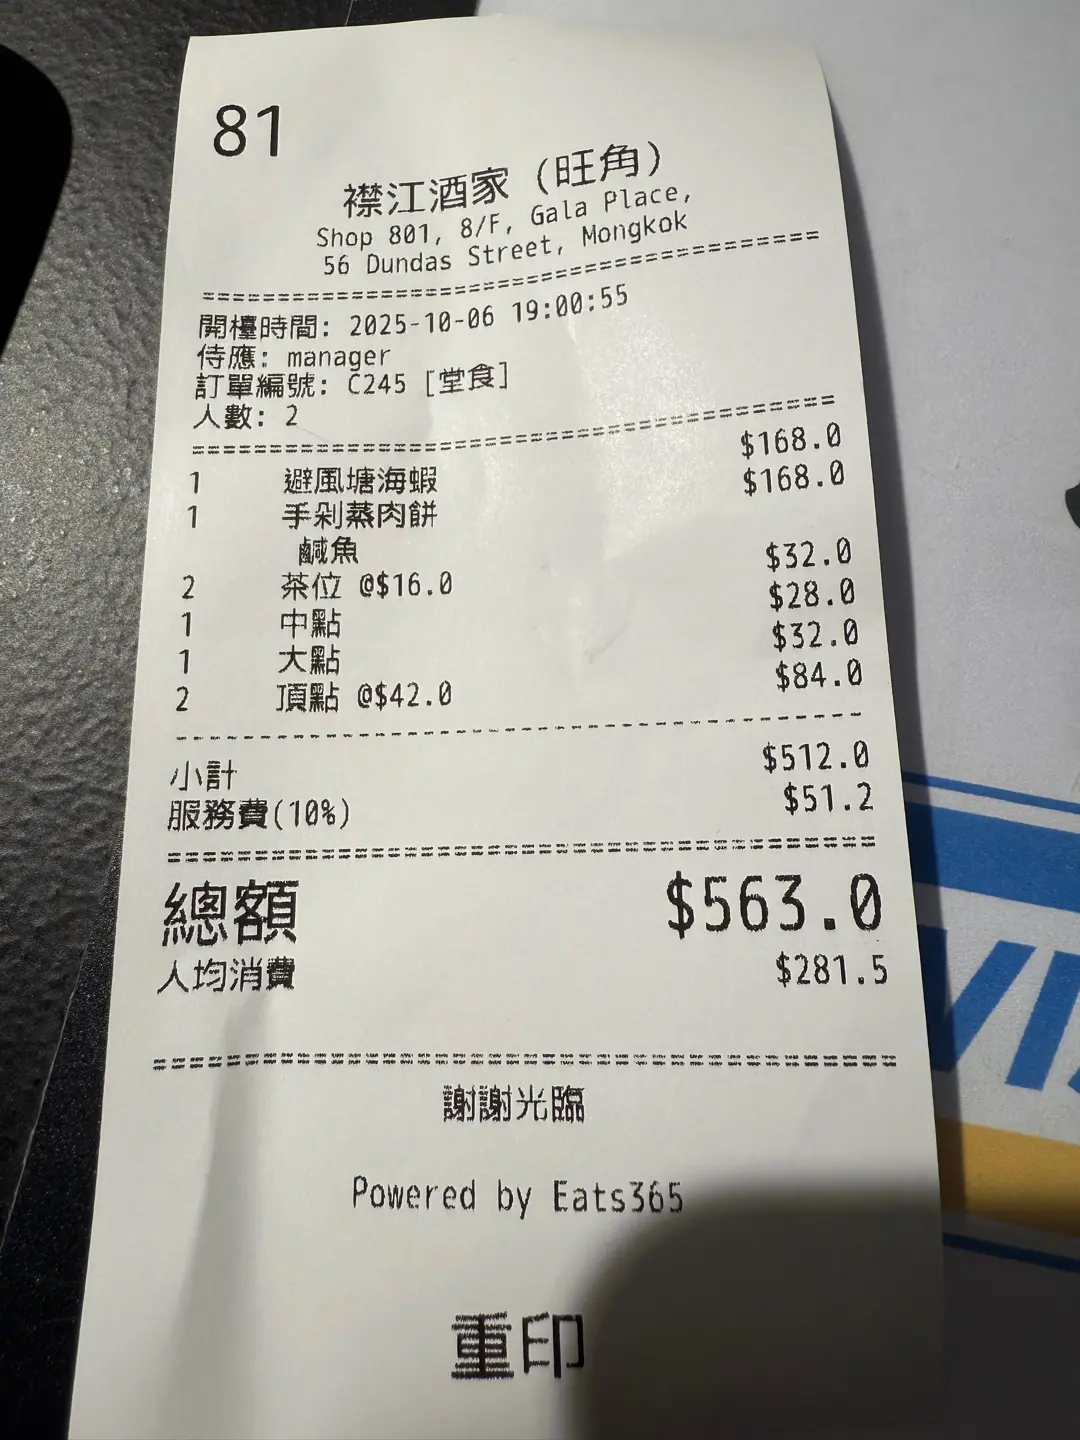 81
襟江酒家 (旺角)
Shop 801, 8/F, Gala Place,
56 Dundas Street, Mongkok
開檯時間: 2025-10-06 19:00:55
侍應: manager
訂單編號: C245 [堂食]
人數: 2
1 避風塘海蝦 $168.0
1 手剁蒸肉餅 $168.0
鹹魚
2 茶位 @$16.0 $32.0
1 中點 $28.0
1 大點 $32.0
2 頂點 @$42.0 $84.0
小計 $512.0
服務費(10%) $51.2
總額 $563.0
人均消費 $281.5
謝謝光臨
Powered by Eats365
重印